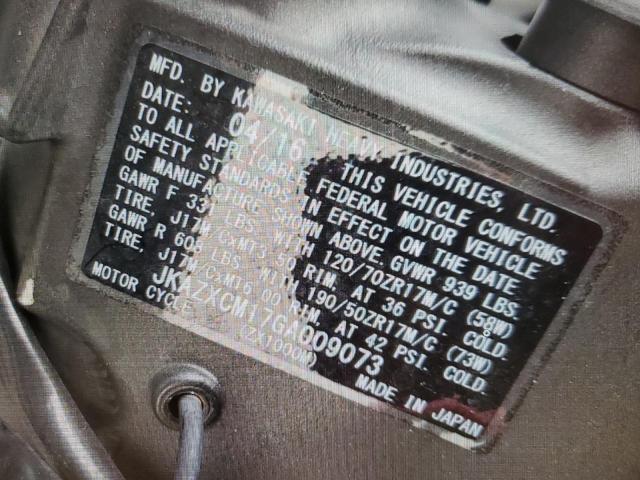 MFD. BY KAWASAKI HEAVY INDUSTRIES, LTD.
DATE: 04/16 THIS VEHICLE CONFORMS
TO ALL APPLICABLE FEDERAL MOTOR VEHICLE
SAFETY STANDARDS IN EFFECT ON THE DATE
OF MANUFACTURE SHOWN ABOVE. GVWR 939 LBS.
GAWR F 331 LBS. WITH 120/70ZR17M/C (58W)
TIRE, J17M/CxMT3.50 RIM, AT 36 PSI. COLD.
GAWR R 608 LBS. WITH 190/50ZR17M/C (73W)
TIRE, J17M/CxMT6.00 RIM, AT 42 PSI. COLD.
JKAZXCM17GA009073
MOTOR CYCLE (ZX1000M) MADE IN JAPAN